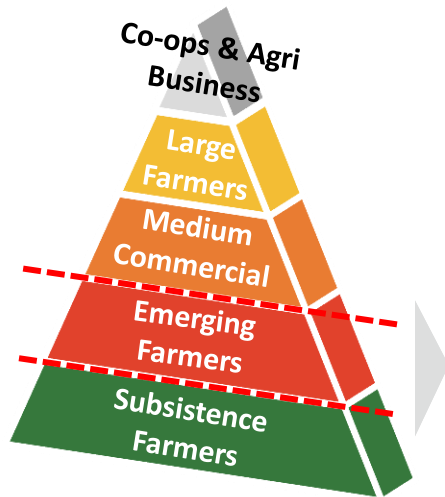 Co-ops & Agri
Business
Large
Farmers
Medium
Commercial
Emerging
Farmers
Subsistence
Farmers